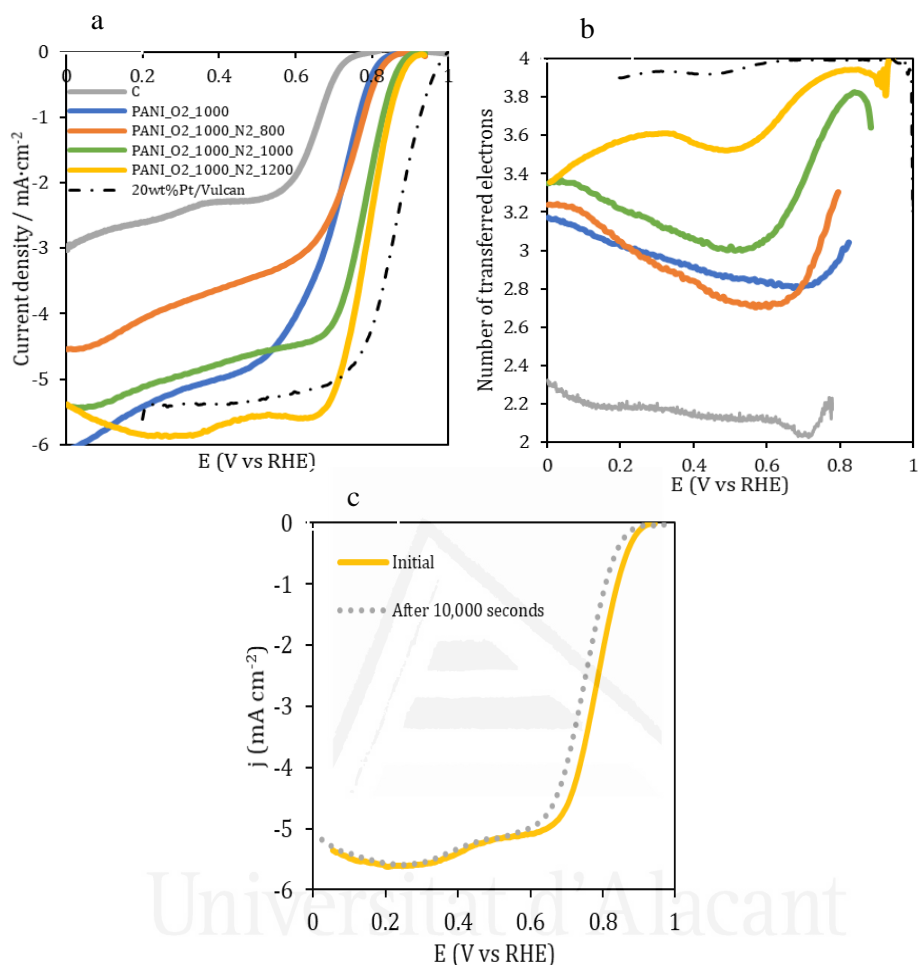 a
0
-1
-2
-3
-4
-5
-6
0
0.2
0.4
0.6
0.8
1
C
PANI_O2_1000
PANI_O2_1000_N2_800
PANI_O2_1000_N2_1000
PANI_O2_1000_N2_1200
20wt%Pt/Vulcan
Current density / mA·cm⁻²
E (V vs RHE)
b
4
3.8
3.6
3.4
3.2
3
2.8
2.6
2.4
2.2
2
0
0.2
0.4
0.6
0.8
1
Number of transferred electrons
E (V vs RHE)
c
0
-1
-2
-3
-4
-5
-6
0
0.2
0.4
0.6
0.8
1
Initial
After 10,000 seconds
j (mA cm⁻²)
E (V vs RHE)
Universitat d'Alacant